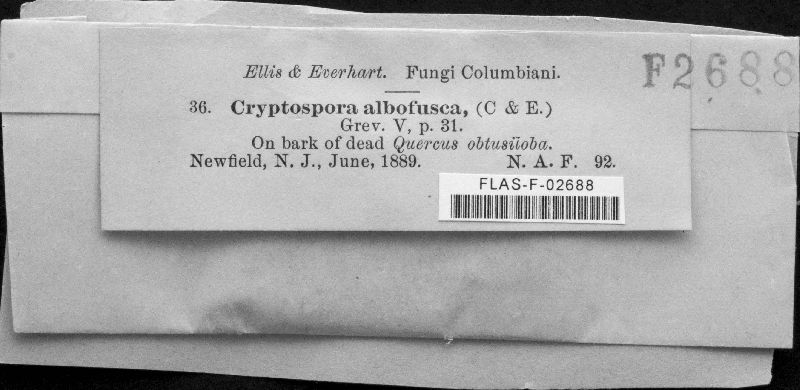 Ellis & Everhart. Fungi Columbiani.
F2688
36. Cryptospora albofusca, (C & E.)
Grev. V, p. 31.
On bark of dead Quercus obtusiloba.
Newfield, N. J., June, 1889. N. A. F. 92.
FLAS-F-02688